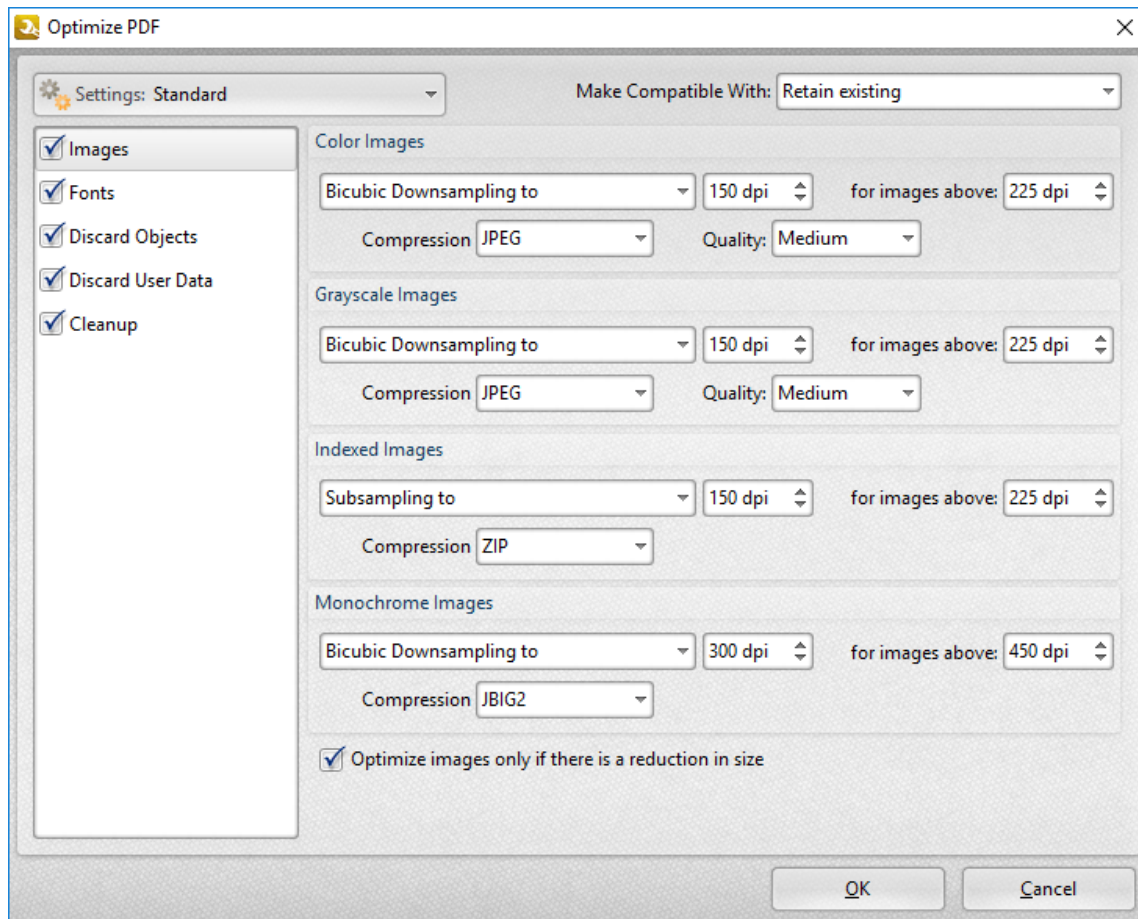 Optimize PDF
Settings: Standard
Make Compatible With: Retain existing
Images
Fonts
Discard Objects
Discard User Data
Cleanup
Color Images
Bicubic Downsampling to 150 dpi for images above: 225 dpi
Compression JPEG Quality: Medium
Grayscale Images
Bicubic Downsampling to 150 dpi for images above: 225 dpi
Compression JPEG Quality: Medium
Indexed Images
Subsampling to 150 dpi for images above: 225 dpi
Compression ZIP
Monochrome Images
Bicubic Downsampling to 300 dpi for images above: 450 dpi
Compression JBIG2
Optimize images only if there is a reduction in size
OK Cancel